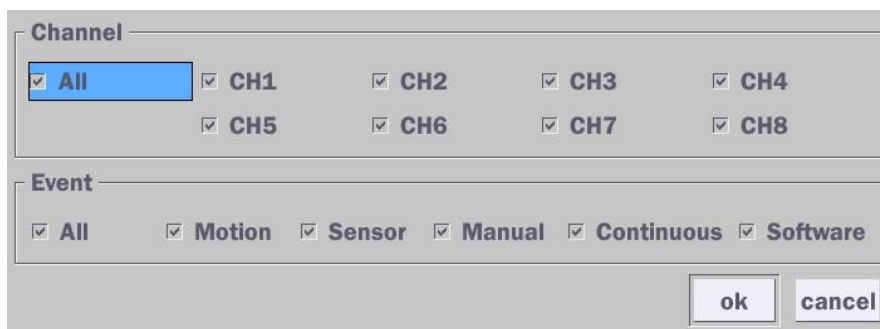 Channel
All CH1 CH2 CH3 CH4
CH5 CH6 CH7 CH8
Event
All Motion Sensor Manual Continuous Software
ok cancel